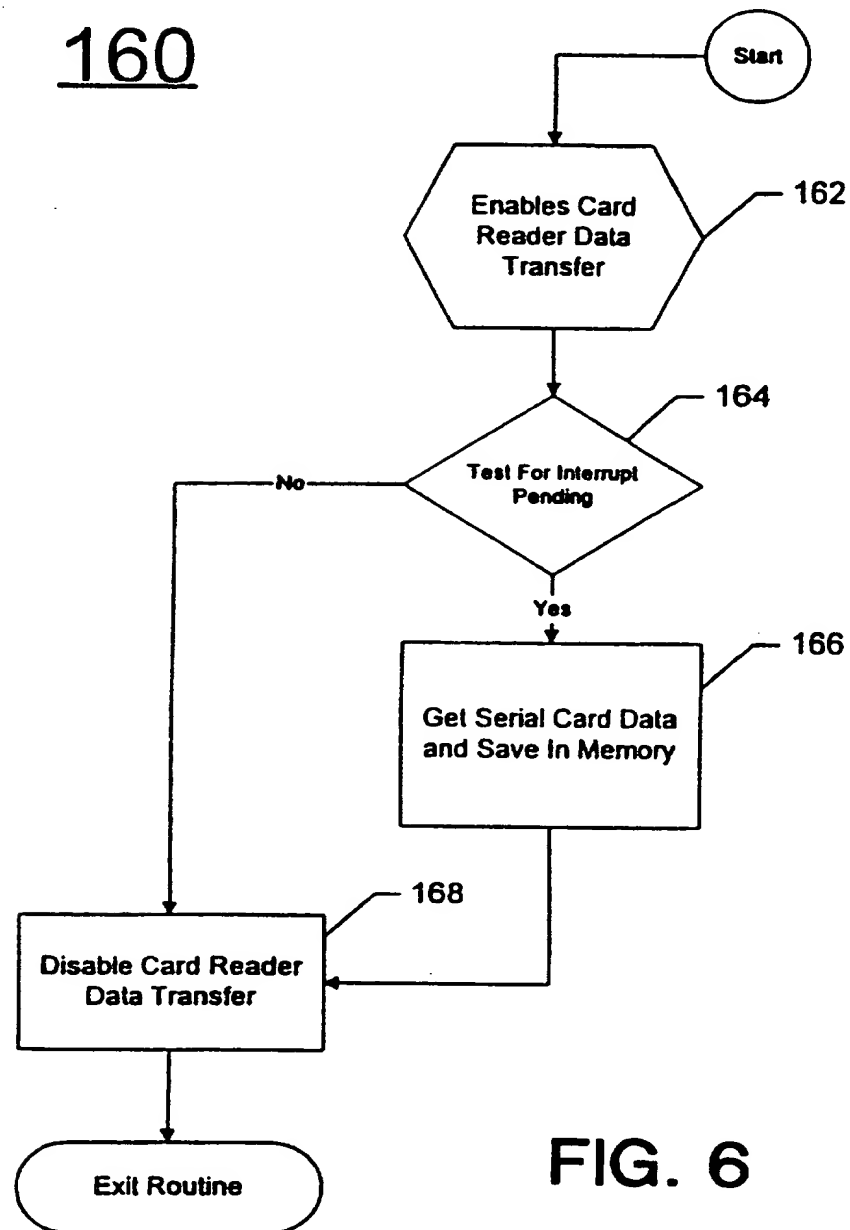 160
Start
Enables Card
Reader Data
Transfer
162
164
Test For Interrupt
Pending
No
Yes
166
Get Serial Card Data
and Save In Memory
168
Disable Card Reader
Data Transfer
Exit Routine
FIG. 6